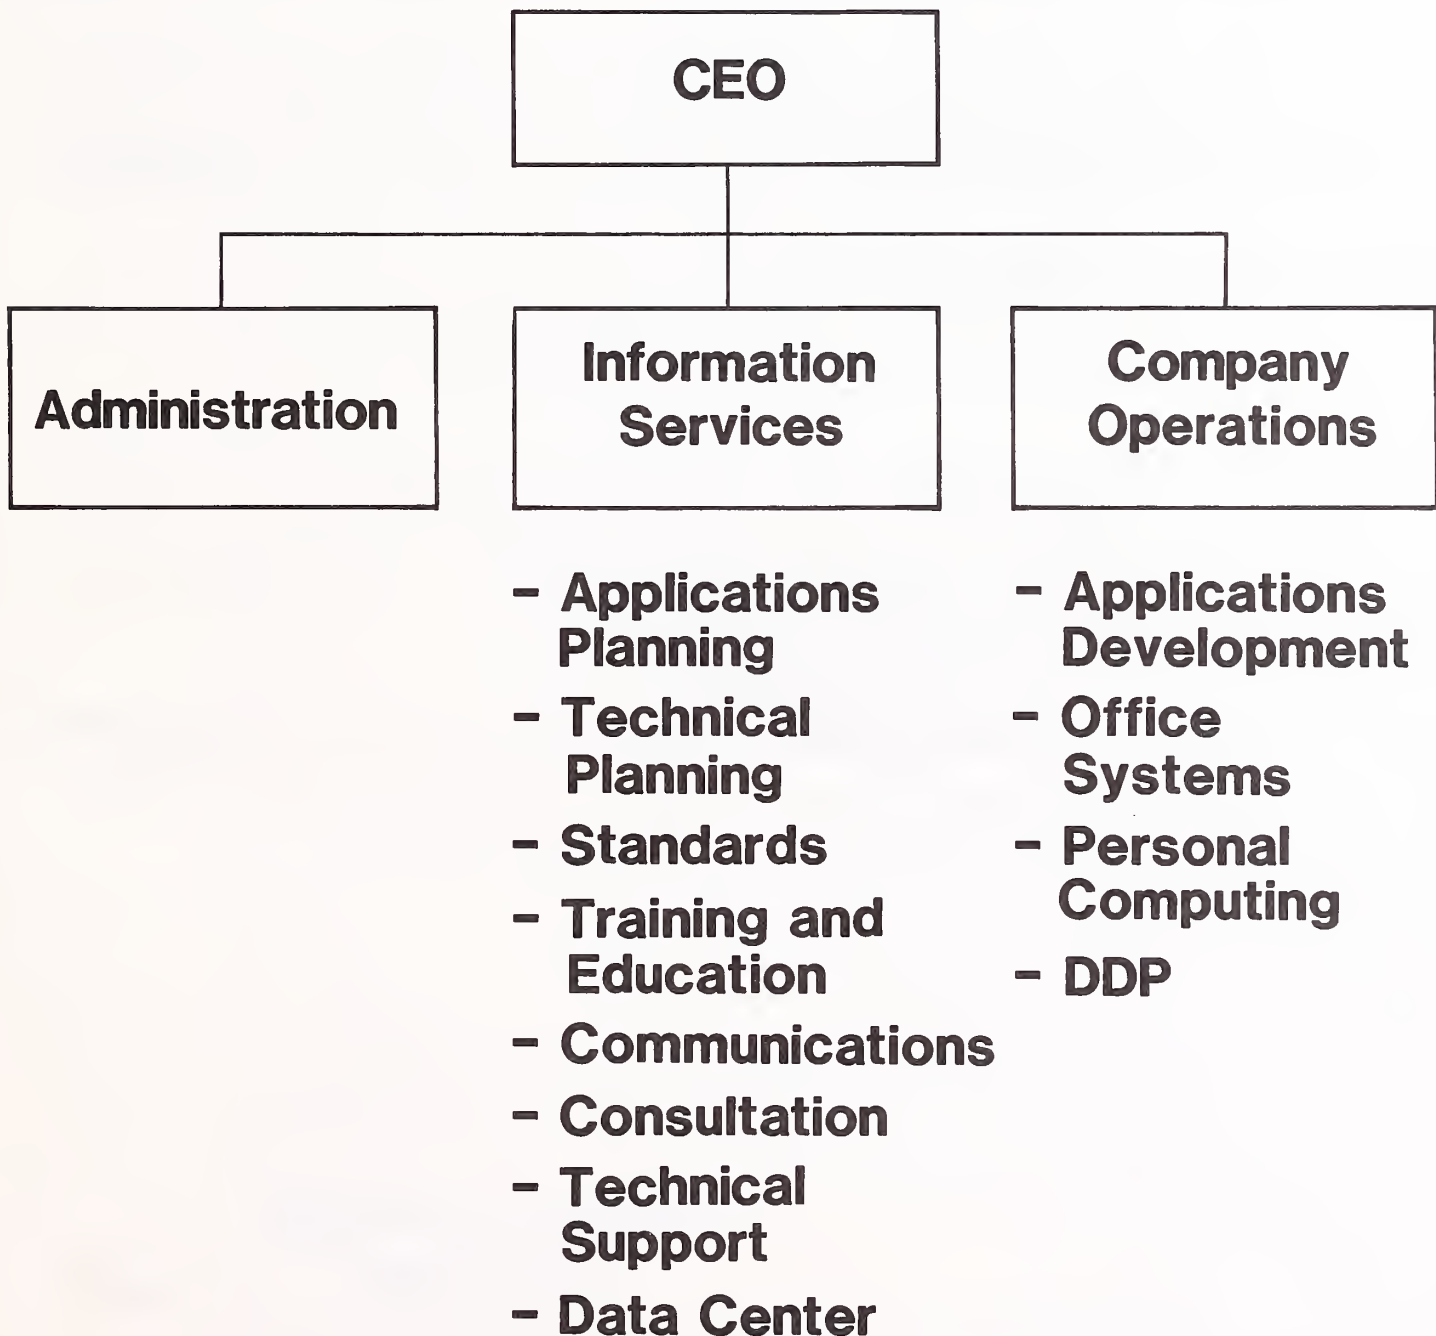 CEO
Administration
Information
Services
Company
Operations
- Applications
Planning
- Technical
Planning
- Standards
- Training and
Education
- Communications
- Consultation
- Technical
Support
- Data Center
- Applications
Development
- Office
Systems
- Personal
Computing
- DDP